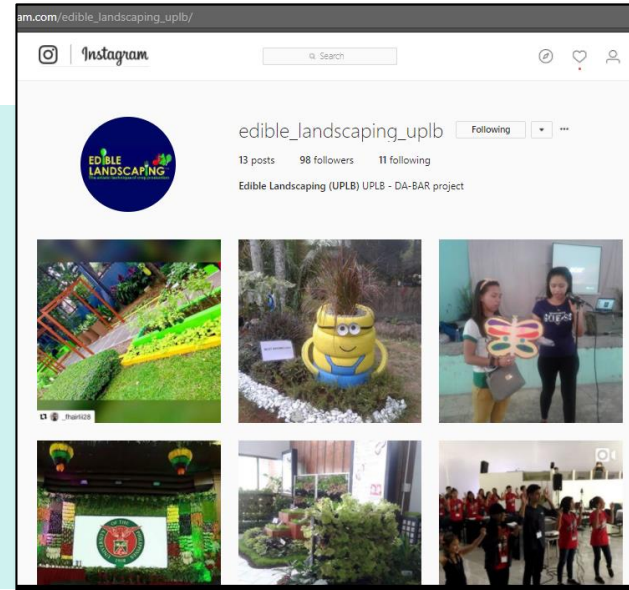 am.com/edible_landscaping_uplb/
Instagram
Search
edible_landscaping_uplb Following
13 posts 98 followers 11 following
Edible Landscaping (UPLB) UPLB - DA-BAR project
EDIBLE
LANDSCAPING